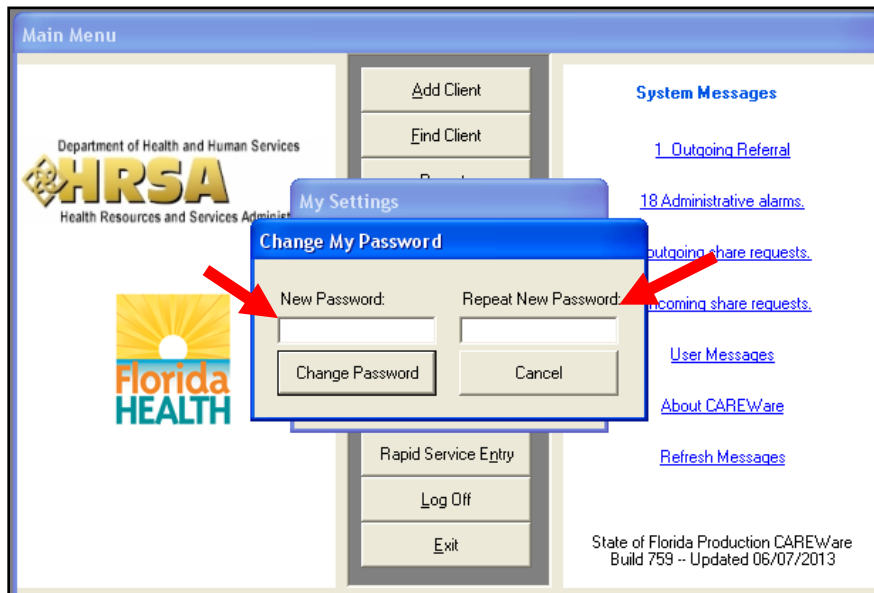 Main Menu
Department of Health and Human Services
HRSA
Health Resources and Services
Florida
HEALTH
Add Client
Find Client
My Settings
Change My Password
New Password:
Repeat New Password:
Change Password
Cancel
Rapid Service Entry
Log Off
Exit
System Messages
1 Outgoing Referral
18 Administrative alarms.
outgoing share requests.
incoming share requests.
User Messages
About CAREWare
Refresh Messages
State of Florida Production CAREWare
Build 759 -- Updated 06/07/2013